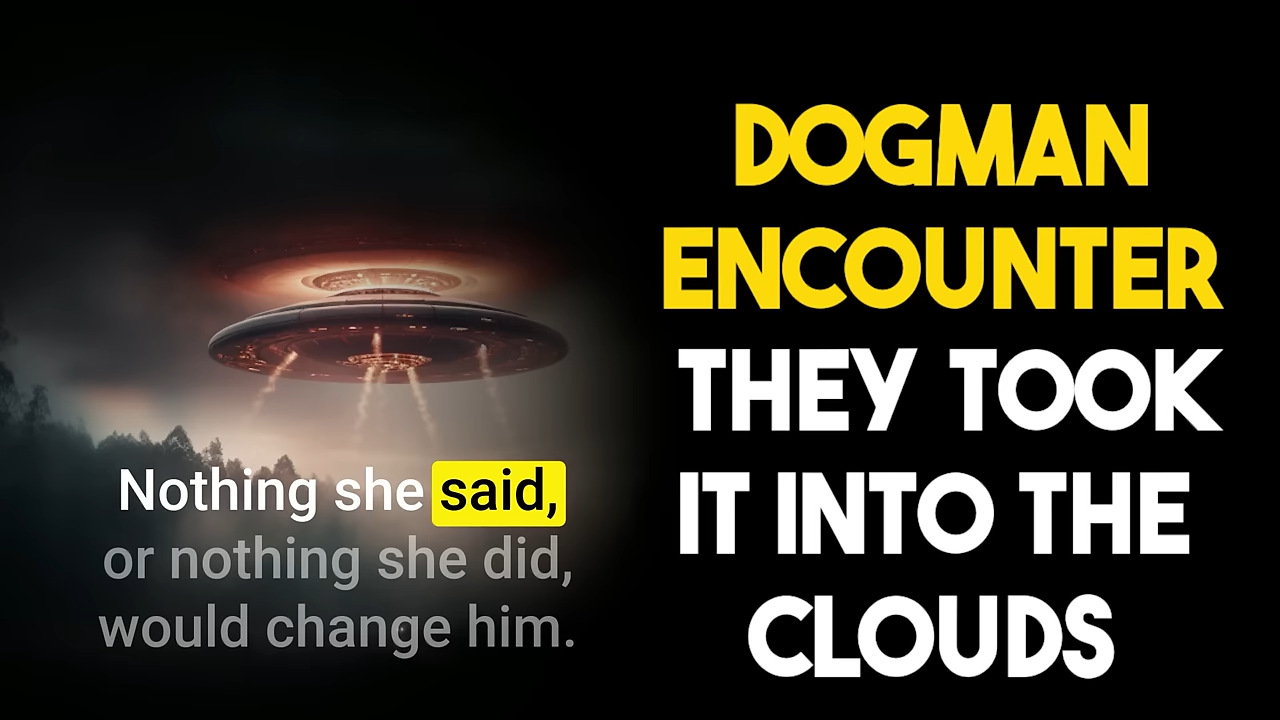 Nothing she said,
or nothing she did,
would change him.
DOGMAN
ENCOUNTER
THEY TOOK
IT INTO THE
CLOUDS